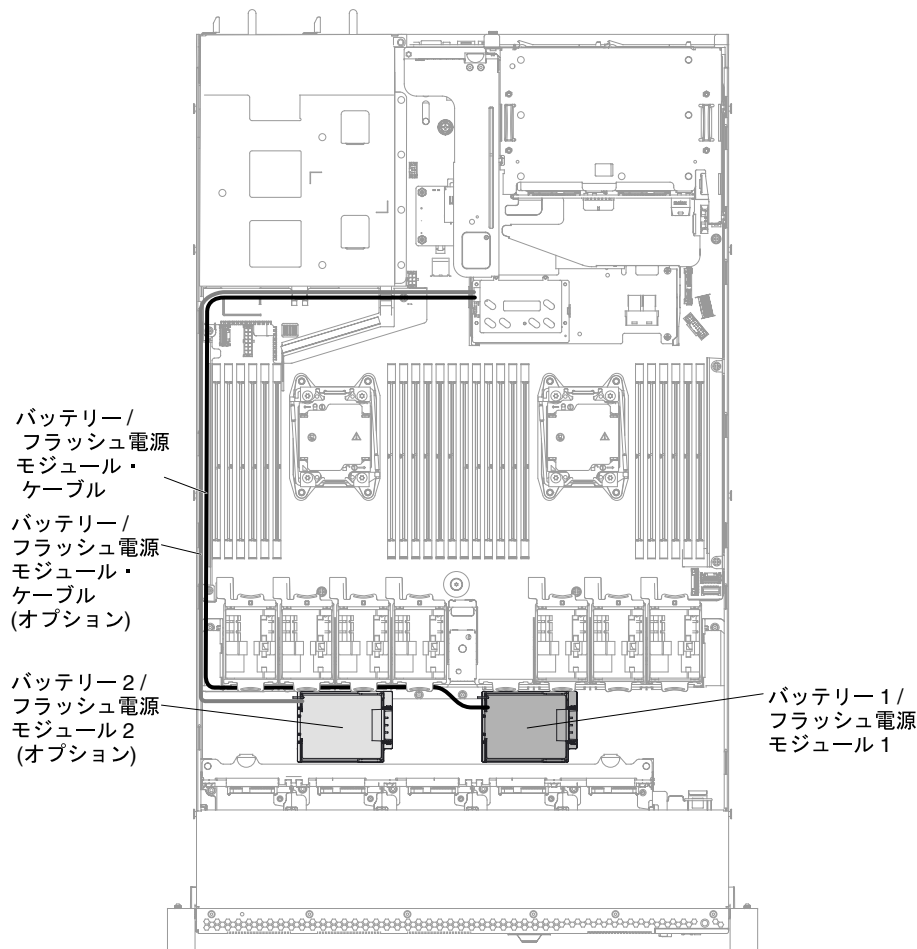 バッテリー /
フラッシュ電源
モジュール・
ケーブル
バッテリー /
フラッシュ電源
モジュール・
ケーブル
(オプション)
バッテリー 2 /
フラッシュ電源
モジュール 2
(オプション)
バッテリー 1 /
フラッシュ電源
モジュール 1